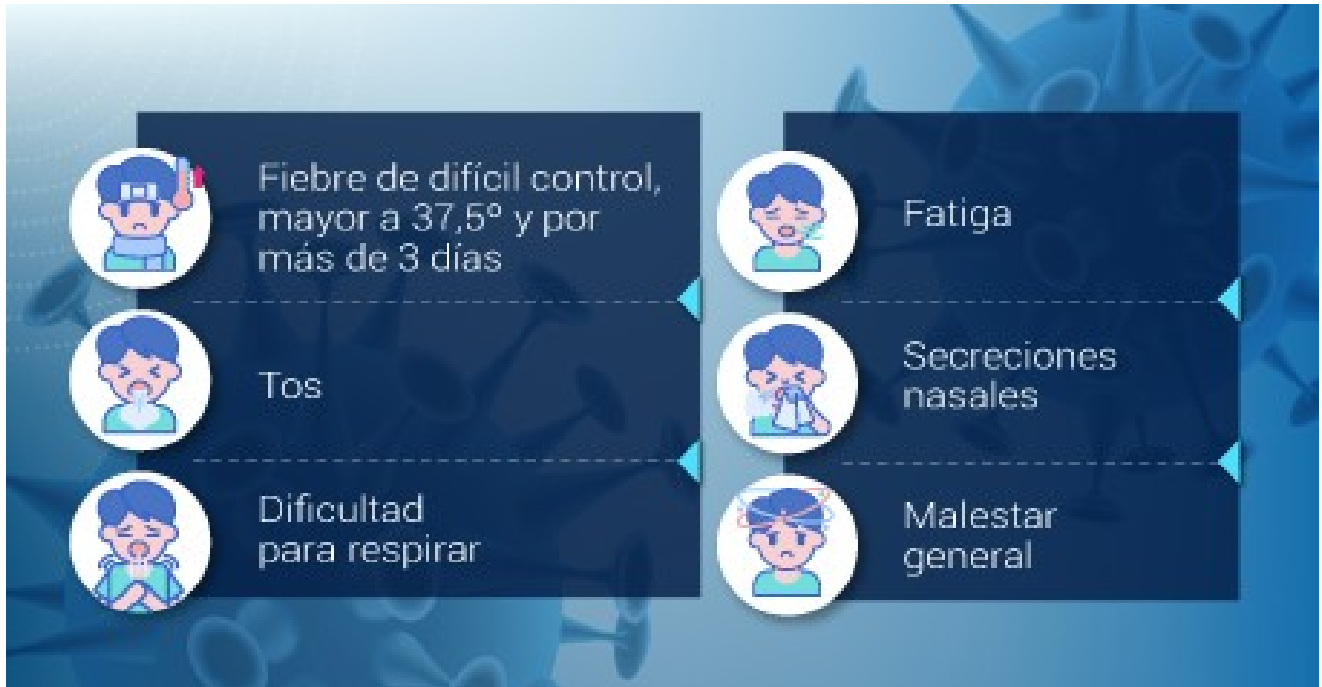 Fiebre de difícil control,
mayor a 37,5º y por
más de 3 días
Tos
Dificultad
para respirar
Fatiga
Secreciones
nasales
Malestar
general